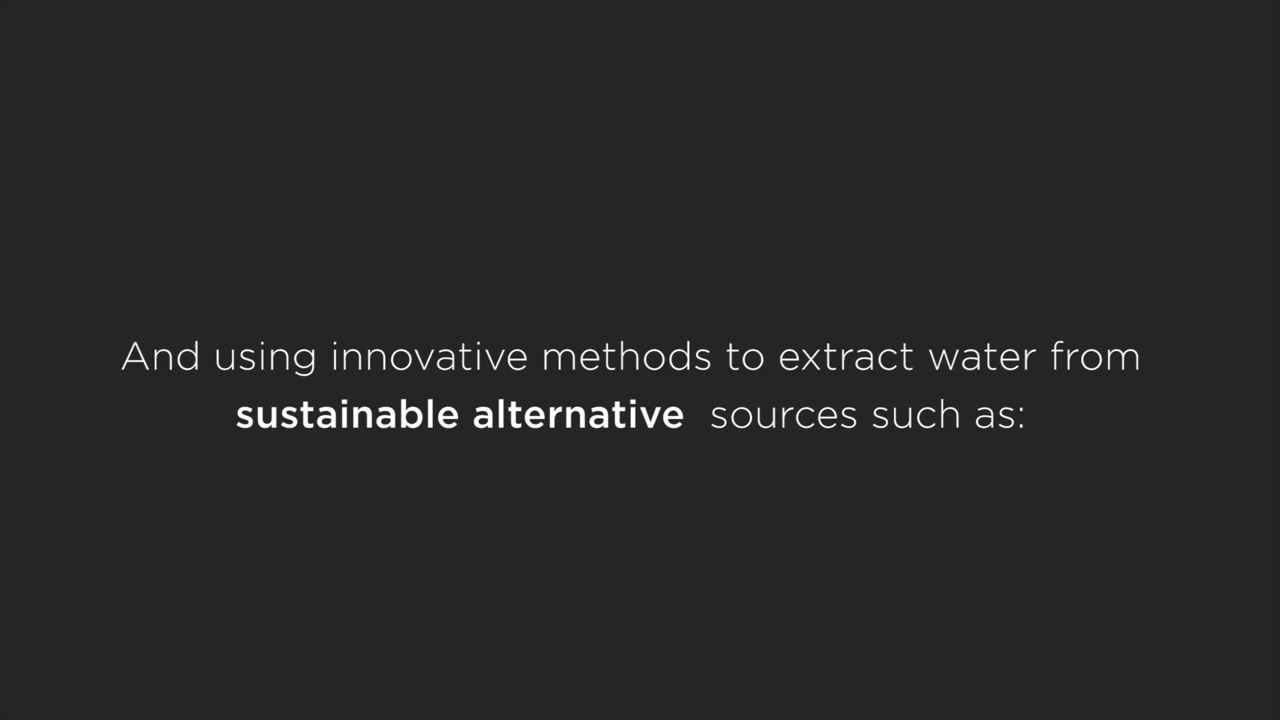 And using innovative methods to extract water from
sustainable alternative sources such as: